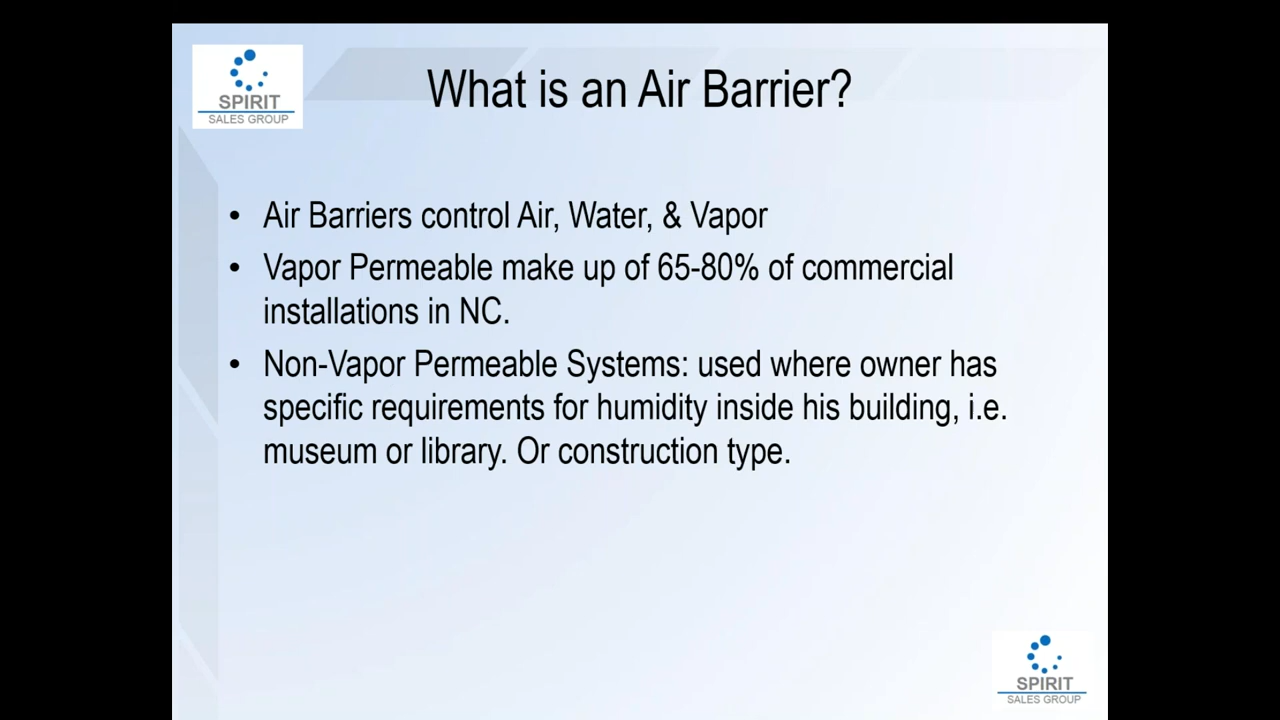 SPIRIT
SALES GROUP
What is an Air Barrier?
• Air Barriers control Air, Water, & Vapor
• Vapor Permeable make up of 65-80% of commercial
installations in NC.
• Non-Vapor Permeable Systems: used where owner has
specific requirements for humidity inside his building, i.e.
museum or library. Or construction type.
SPIRIT
SALES GROUP